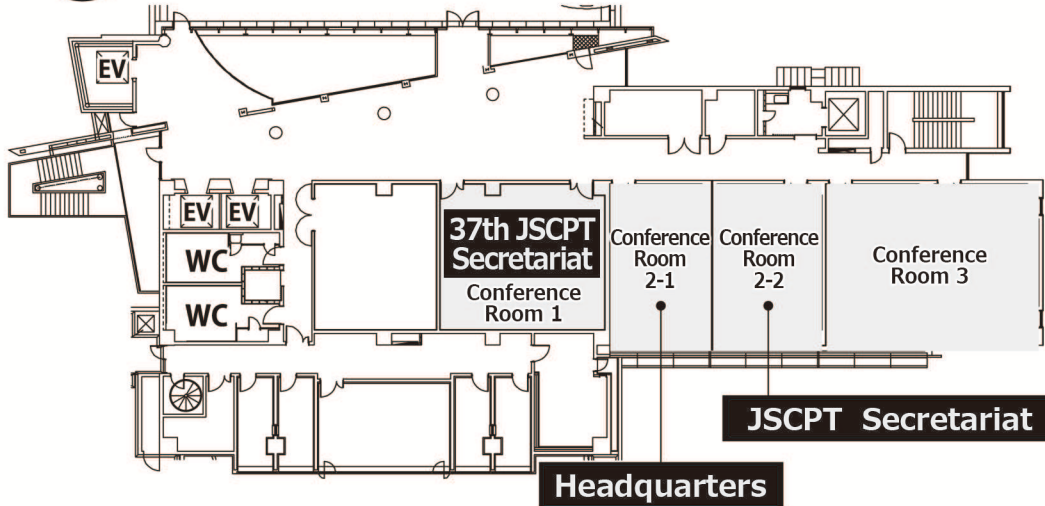 EV
EV
EV
WC
WC
37th JSCPT
Secretariat
Conference
Room 1
Conference
Room
2-1
Conference
Room
2-2
Conference
Room 3
JSCPT Secretariat
Headquarters